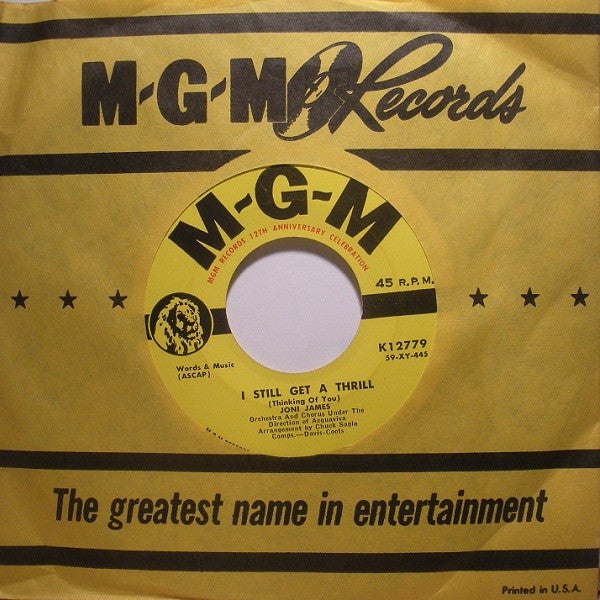 M-G-M Records
M-G-M
MGM RECORDS 12TH ANNIVERSARY CELEBRATION
45 R.P.M.
K12779
59-XY-445
Words & Music
(ASCAP)
I STILL GET A THRILL
(Thinking Of You)
JONI JAMES
Orchestra And Chorus Under The
Direction of Acquaviva
Arrangement by Chuck Sagle
Comps.—Davis-Coots
The greatest name in entertainment
Printed in U.S.A.